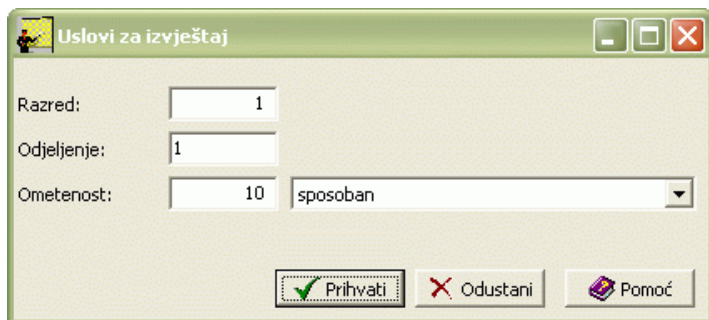 Uslovi za izvještaj
Razred: 1
Odjeljenje: 1
Ometenost: 10 sposoban
Prihvati Odustani Pomoć